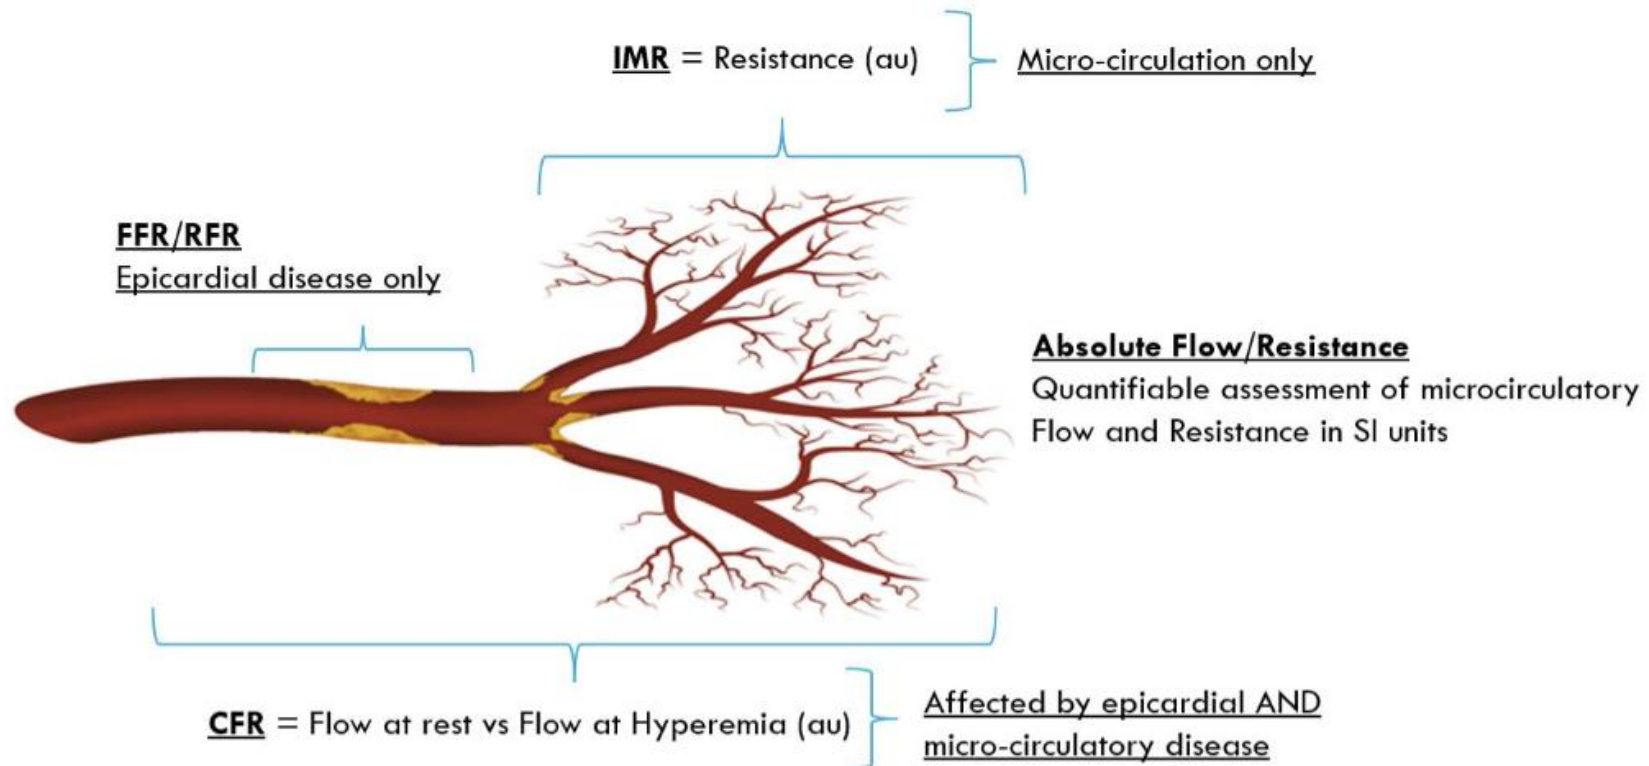 IMR = Resistance (au)
Micro-circulation only
FFR/RFR
Epicardial disease only
Absolute Flow/Resistance
Quantifiable assessment of microcirculatory
Flow and Resistance in SI units
CFR = Flow at rest vs Flow at Hyperemia (au)
Affected by epicardial AND
micro-circulatory disease